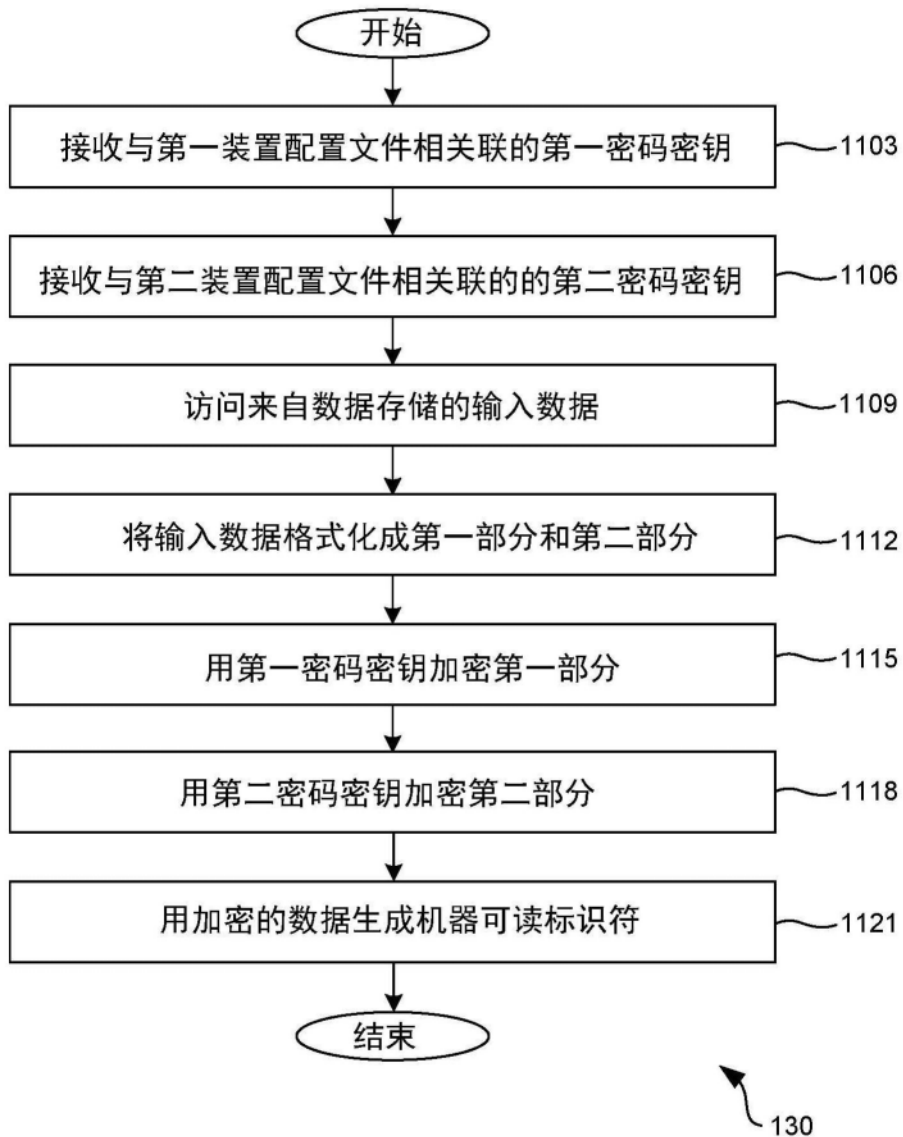 开始
接收与第一装置配置文件相关联的第一密码密钥
1103
接收与第二装置配置文件相关联的的第二密码密钥
1106
访问来自数据存储的输入数据
1109
将输入数据格式化成第一部分和第二部分
1112
用第一密码密钥加密第一部分
1115
用第二密码密钥加密第二部分
1118
用加密的数据生成机器可读标识符
1121
结束
130